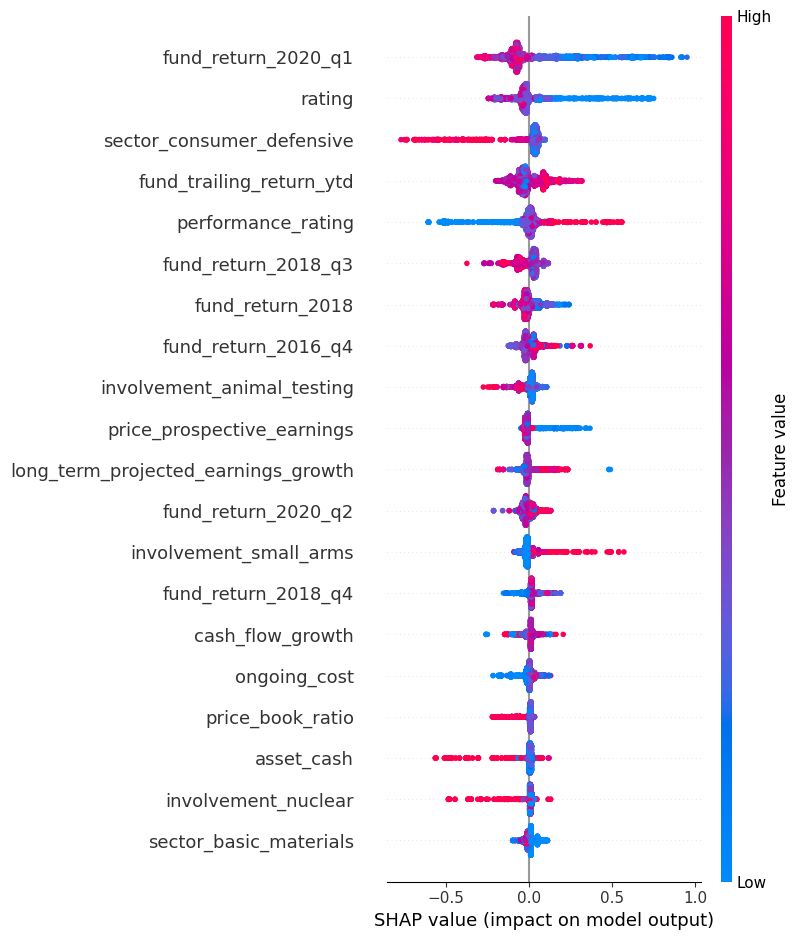 High
fund_return_2020_q1
rating
sector_consumer_defensive
fund_trailing_return_ytd
performance_rating
fund_return_2018_q3
fund_return_2018
fund_return_2016_q4
involvement_animal_testing
price_prospective_earnings
long_term_projected_earnings_growth
fund_return_2020_q2
involvement_small_arms
fund_return_2018_q4
cash_flow_growth
ongoing_cost
price_book_ratio
asset_cash
involvement_nuclear
sector_basic_materials
Feature value
Low
−0.5 0.0 0.5 1.0
SHAP value (impact on model output)